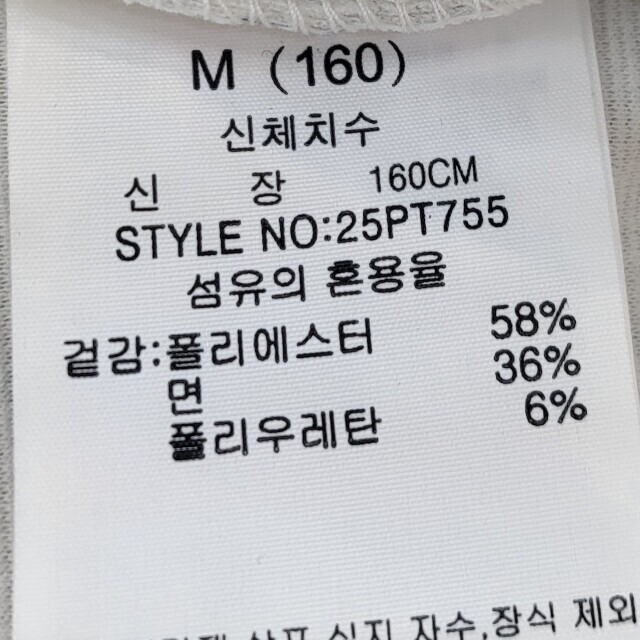 M (160)
신체치수
신 장 160CM
STYLE NO:25PT755
섬유의 혼용율
겉감:폴리에스터 58%
면 36%
폴리우레탄 6%
심지,자수,장식 제외